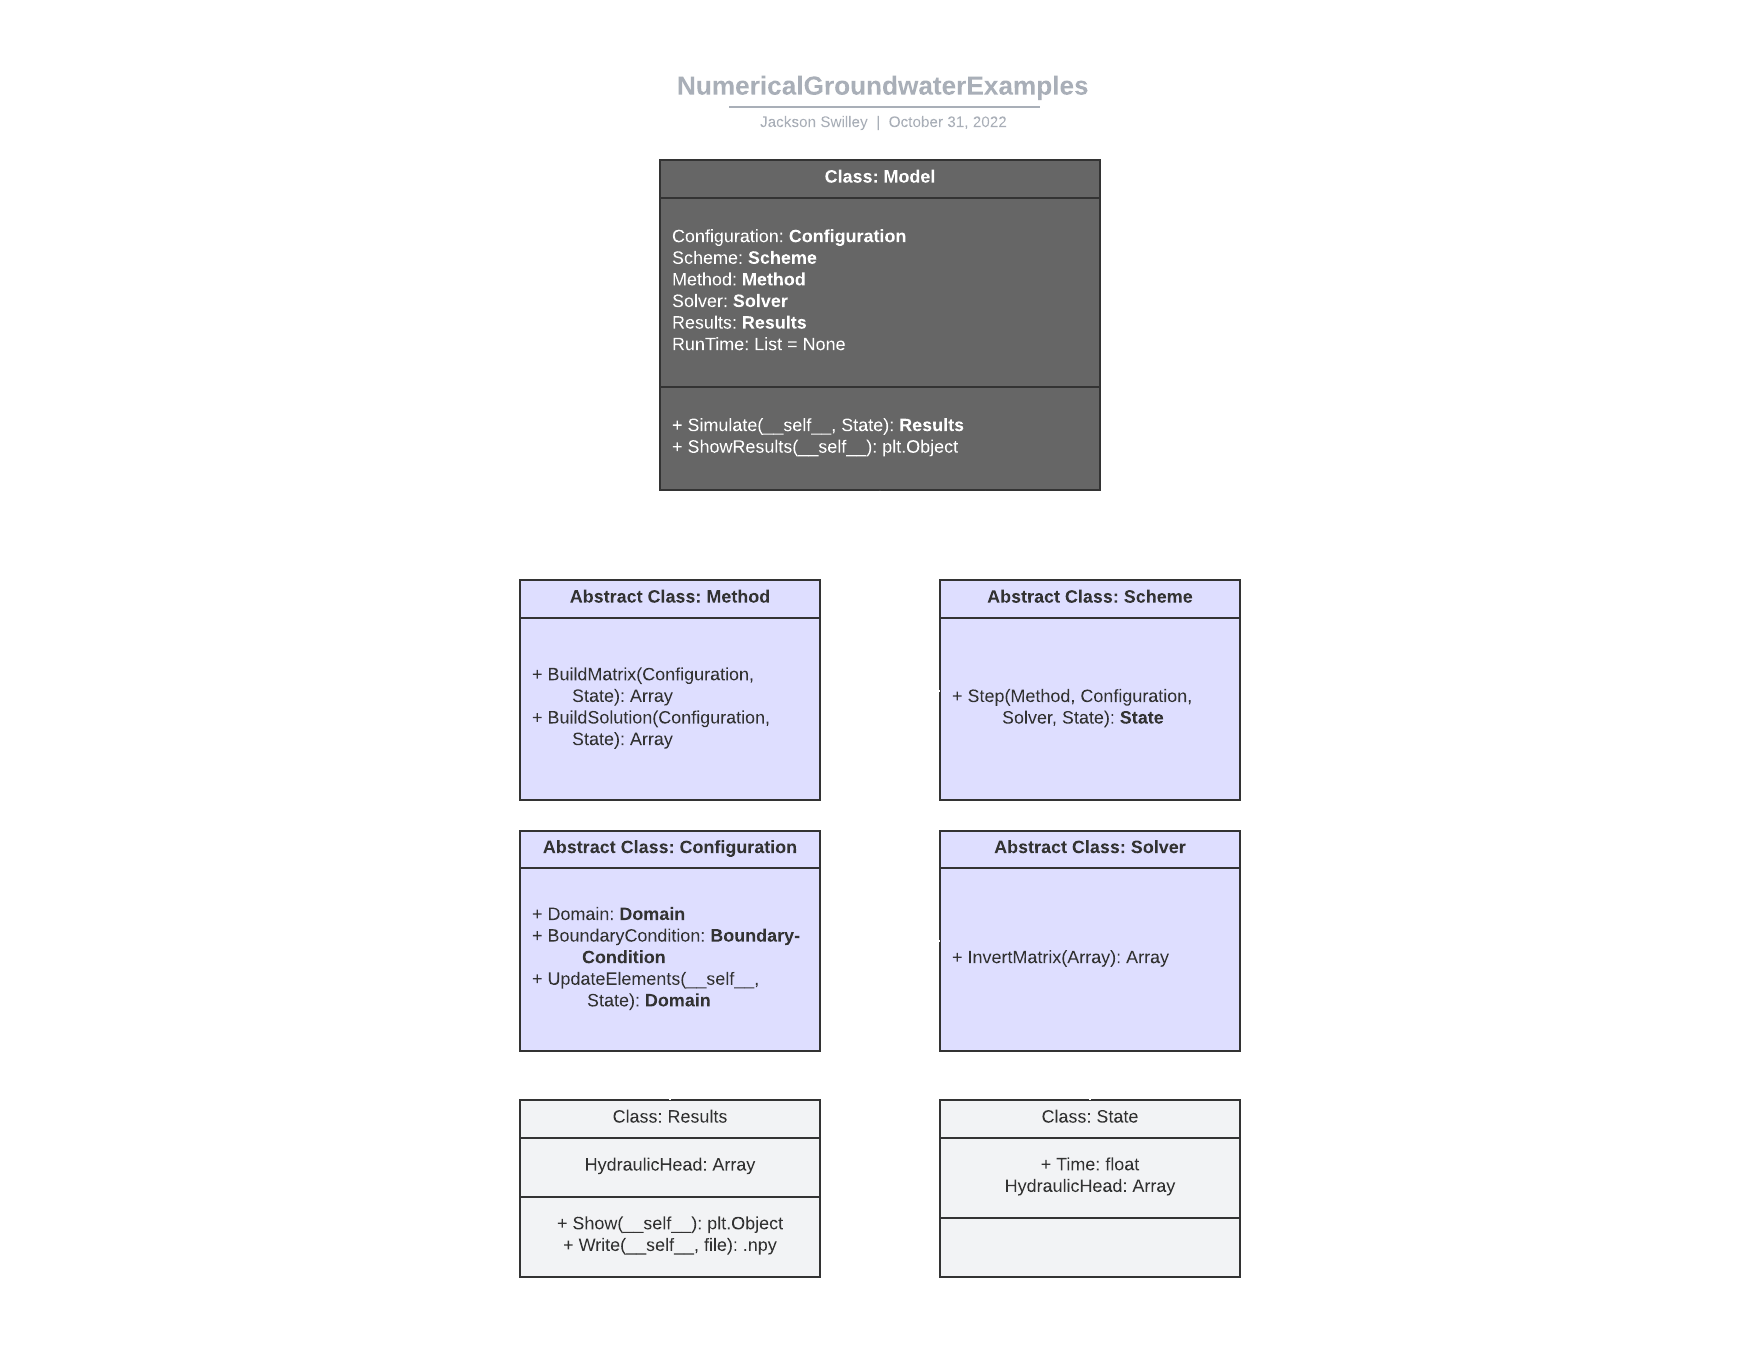 NumericalGroundwaterExamples
Jackson Swilley | October 31, 2022
Class: Model
Configuration: Configuration
Scheme: Scheme
Method: Method
Solver: Solver
Results: Results
RunTime: List = None
+ Simulate(__self__, State): Results
+ ShowResults(__self__): plt.Object
Abstract Class: Method
+ BuildMatrix(Configuration,
State): Array
+ BuildSolution(Configuration,
State): Array
Abstract Class: Scheme
+ Step(Method, Configuration,
Solver, State): State
Abstract Class: Configuration
+ Domain: Domain
+ BoundaryCondition: Boundary-
Condition
+ UpdateElements(__self__,
State): Domain
Abstract Class: Solver
+ InvertMatrix(Array): Array
Class: Results
HydraulicHead: Array
+ Show(__self__): plt.Object
+ Write(__self__, file): .npy
Class: State
+ Time: float
HydraulicHead: Array